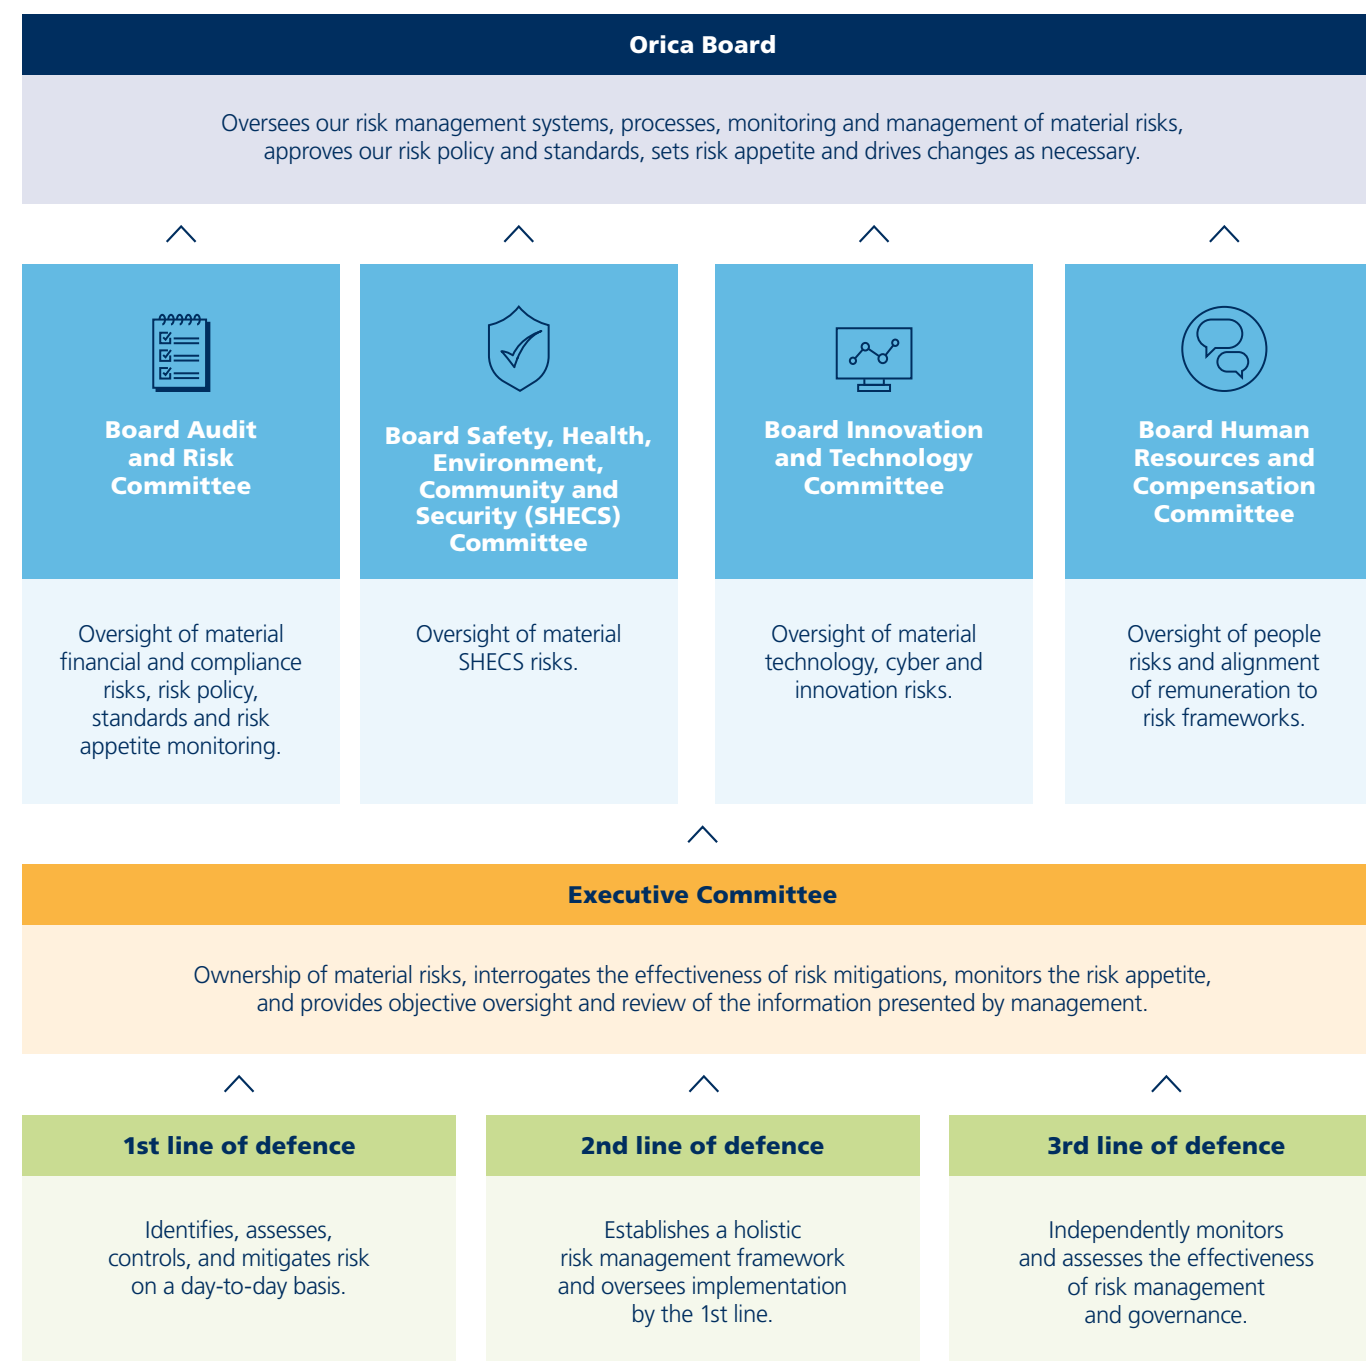 Orica Board
Oversees our risk management systems, processes, monitoring and management of material risks,
approves our risk policy and standards, sets risk appetite and drives changes as necessary.
Board Audit
and Risk
Committee
Oversight of material
financial and compliance
risks, risk policy,
standards and risk
appetite monitoring.
Board Safety, Health,
Environment,
Community and
Security (SHECS)
Committee
Oversight of material
SHECS risks.
Board Innovation
and Technology
Committee
Oversight of material
technology, cyber and
innovation risks.
Board Human
Resources and
Compensation
Committee
Oversight of people
risks and alignment
of remuneration to
risk frameworks.
Executive Committee
Ownership of material risks, interrogates the effectiveness of risk mitigations, monitors the risk appetite,
and provides objective oversight and review of the information presented by management.
1st line of defence
Identifies, assesses,
controls, and mitigates risk
on a day-to-day basis.
2nd line of defence
Establishes a holistic
risk management framework
and oversees implementation
by the 1st line.
3rd line of defence
Independently monitors
and assesses the effectiveness
of risk management
and governance.